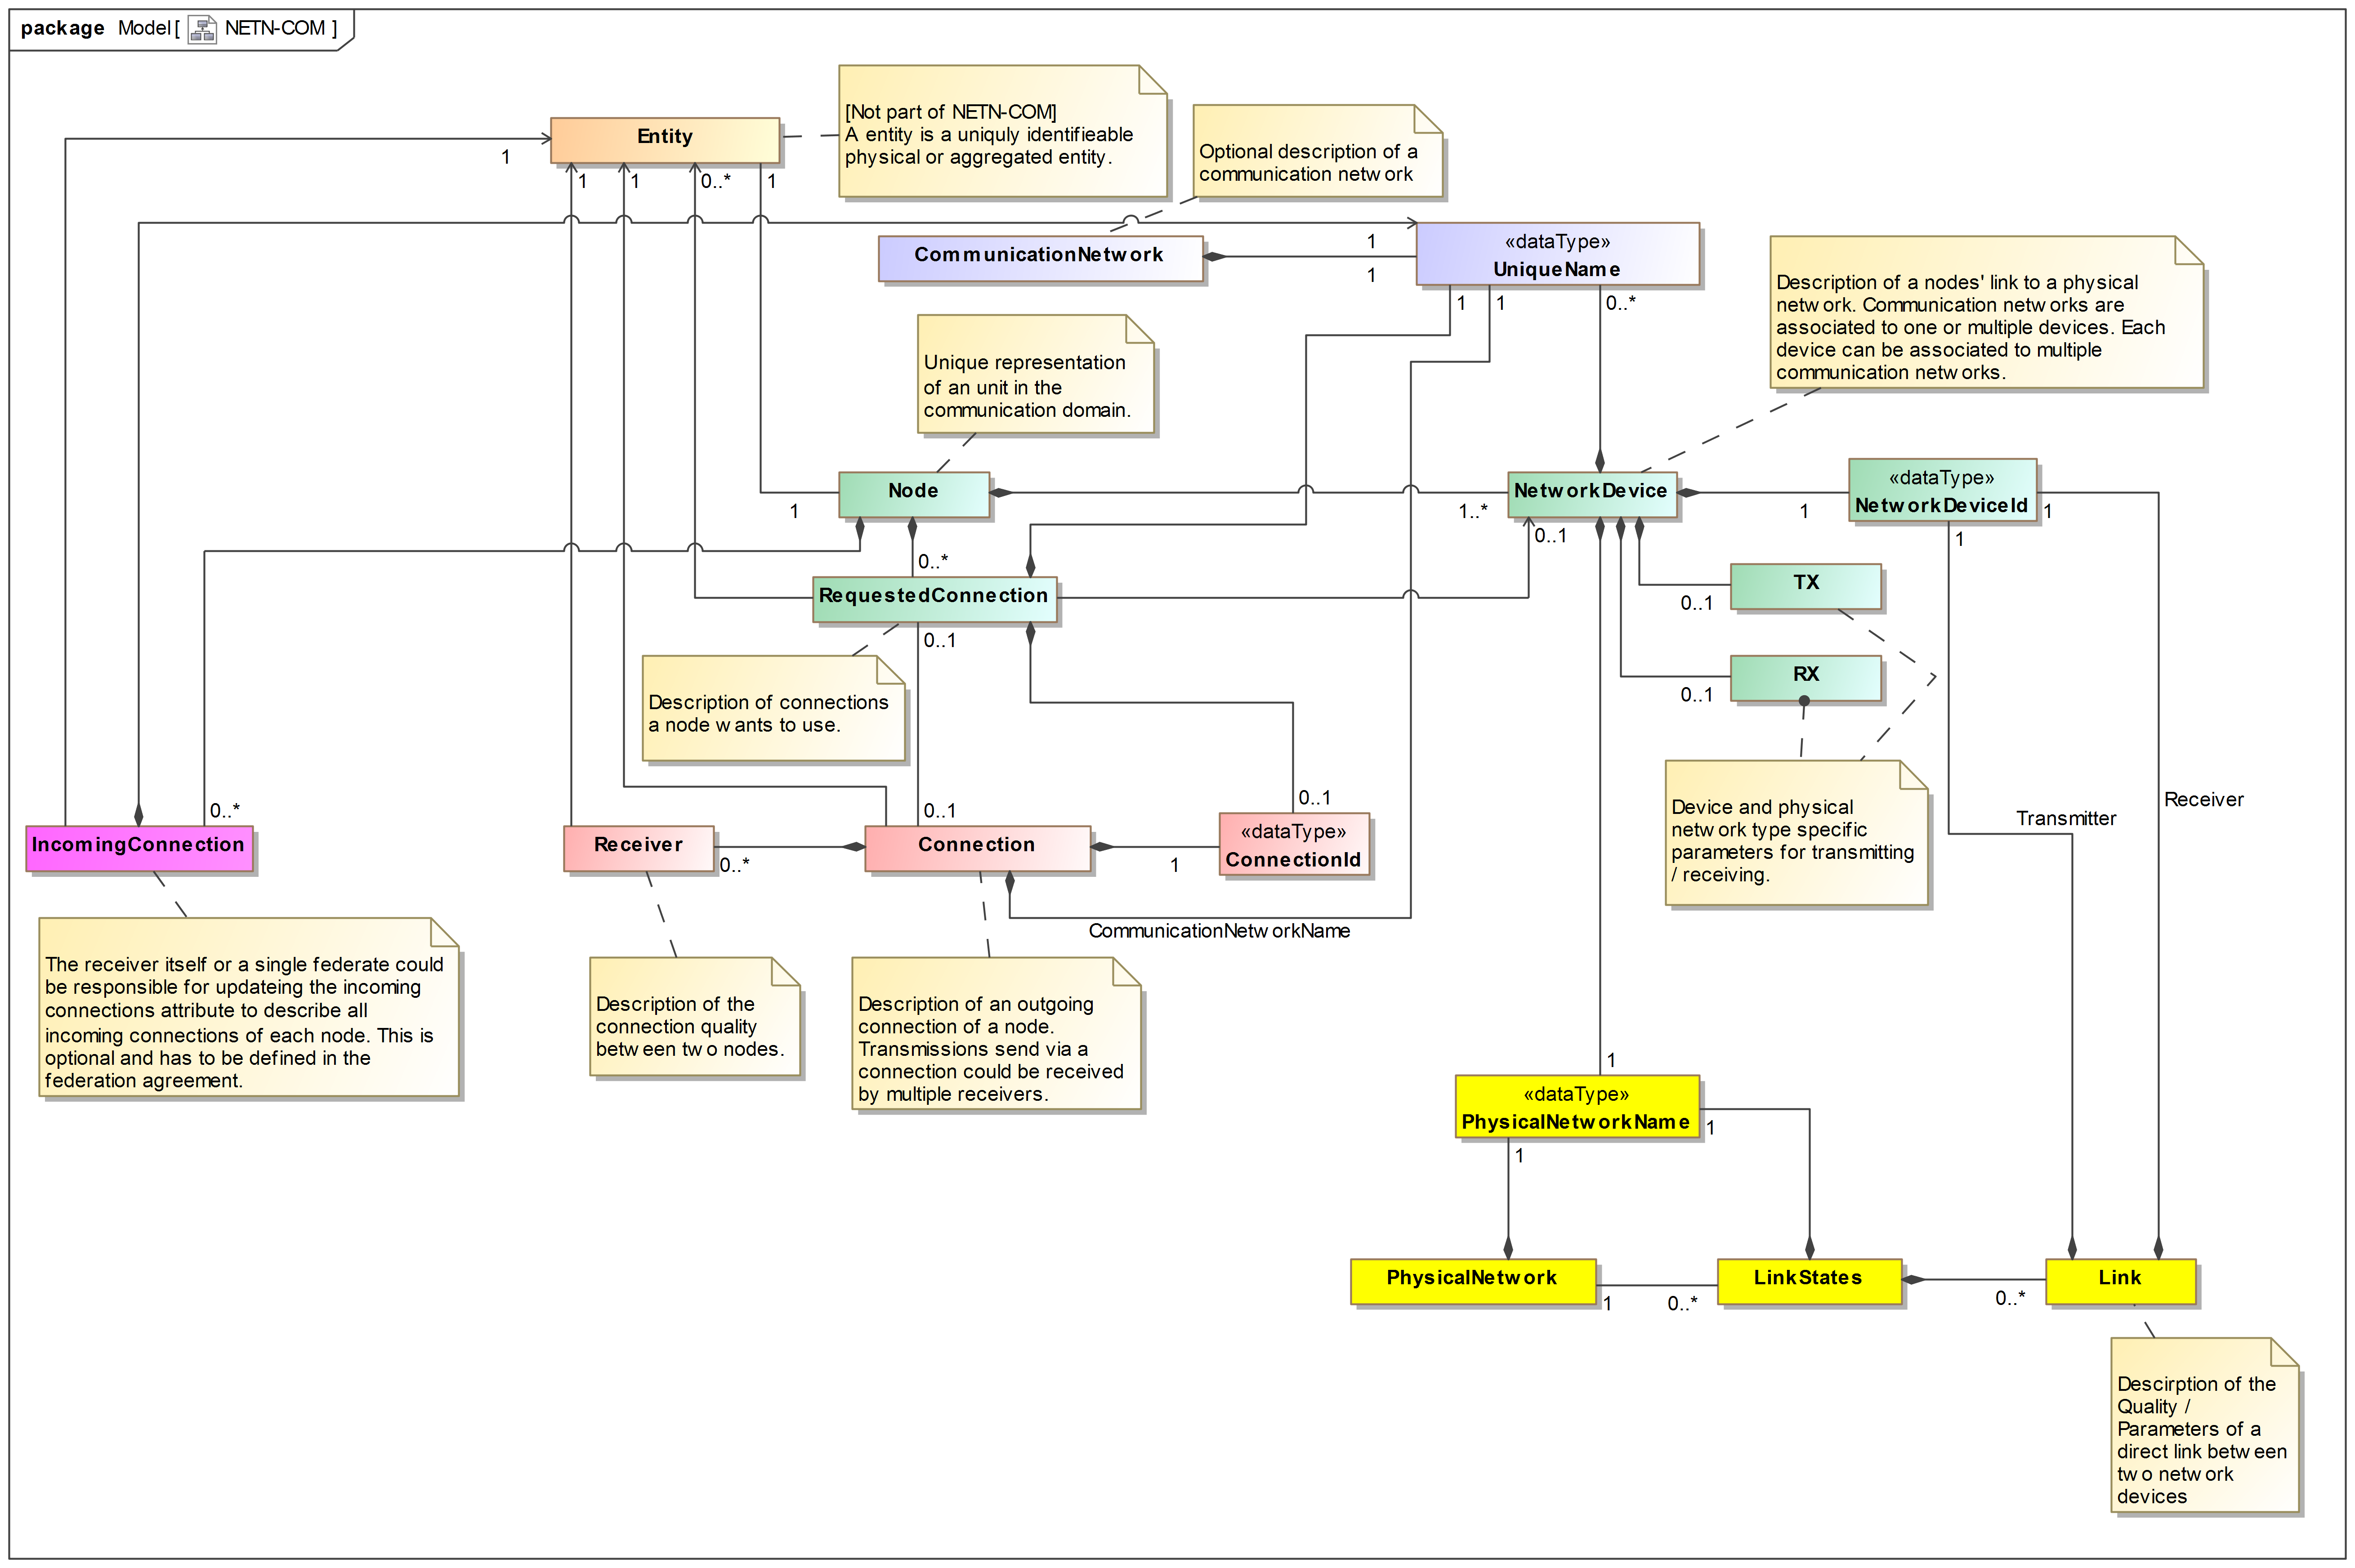 package Model [ NETN-COM ]
[Not part of NETN-COM]
A entity is a uniquly identifieable
physical or aggregated entity.
Optional description of a
communication network
Entity
1
1
1
0..*
1
CommunicationNetwork
1
1
«dataType»
UniqueName
1
1
0..*
Description of a nodes' link to a physical
network. Communication networks are
associated to one or multiple devices. Each
device can be associated to multiple
communication networks.
Unique representation
of an unit in the
communication domain.
Node
1
1..*
NetworkDevice
0..1
1
«dataType»
NetworkDeviceId
1
1
0..*
RequestedConnection
0..1
TX
0..1
RX
0..1
Description of connections
a node wants to use.
Device and physical
network type specific
parameters for transmitting
/ receiving.
Transmitter
Receiver
0..*
IncomingConnection
Receiver
0..*
0..1
Connection
1
0..1
«dataType»
ConnectionId
CommunicationNetworkName
The receiver itself or a single federate could
be responsible for updateing the incoming
connections attribute to describe all
incoming connections of each node. This is
optional and has to be defined in the
federation agreement.
Description of the
connection quality
between two nodes.
Description of an outgoing
connection of a node.
Transmissions send via a
connection could be received
by multiple receivers.
1
«dataType»
PhysicalNetworkName
1
1
PhysicalNetwork
1
0..*
LinkStates
0..*
Link
Descirption of the
Quality /
Parameters of a
direct link between
two network
devices